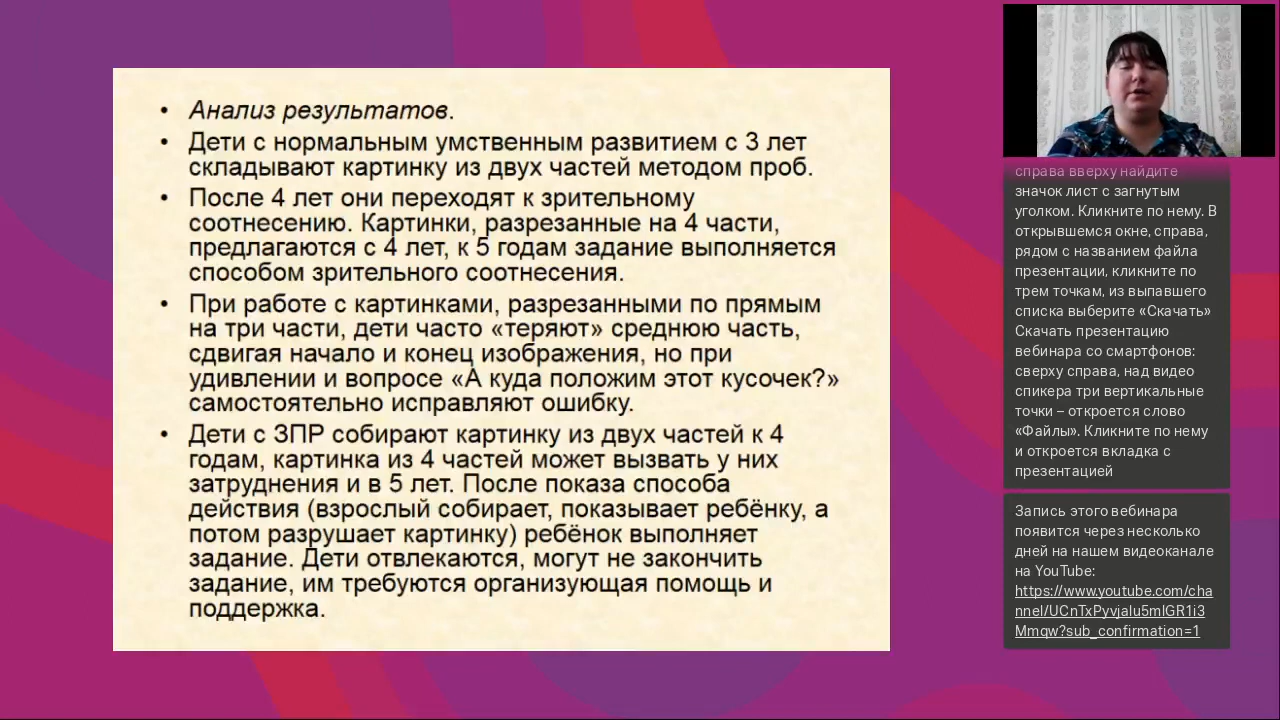 • Анализ результатов.
• Дети с нормальным умственным развитием с 3 лет
складывают картинку из двух частей методом проб.
• После 4 лет они переходят к зрительному
соотнесению. Картинки, разрезанные на 4 части,
предлагаются с 4 лет, к 5 годам задание выполняется
способом зрительного соотнесения.
• При работе с картинками, разрезанными по прямым
на три части, дети часто «теряют» среднюю часть,
сдвигая начало и конец изображения, но при
удивлении и вопросе «А куда положим этот кусочек?»
самостоятельно исправляют ошибку.
• Дети с ЗПР собирают картинку из двух частей к 4
годам, картинка из 4 частей может вызвать у них
затруднения и в 5 лет. После показа способа
действия (взрослый собирает, показывает ребёнку, а
потом разрушает картинку) ребёнок выполняет
задание. Дети отвлекаются, могут не закончить
задание, им требуются организующая помощь и
поддержка.
справа вверху найдите
значок лист с загнутым
уголком. Кликните по нему. В
открывшемся окне, справа,
рядом с названием файла
презентации, кликните по
трем точкам, из выпавшего
списка выберите «Скачать»
Скачать презентацию
вебинара со смартфонов:
сверху справа, над видео
спикера три вертикальные
точки – откроется слово
«Файлы». Кликните по нему
и откроется вкладка с
презентацией
Запись этого вебинара
появится через несколько
дней на нашем видеоканале
на YouTube:
https://www.youtube.com/cha
nnel/UCnTxPyvjalu5mlGR1i3
Mmqw?sub_confirmation=1